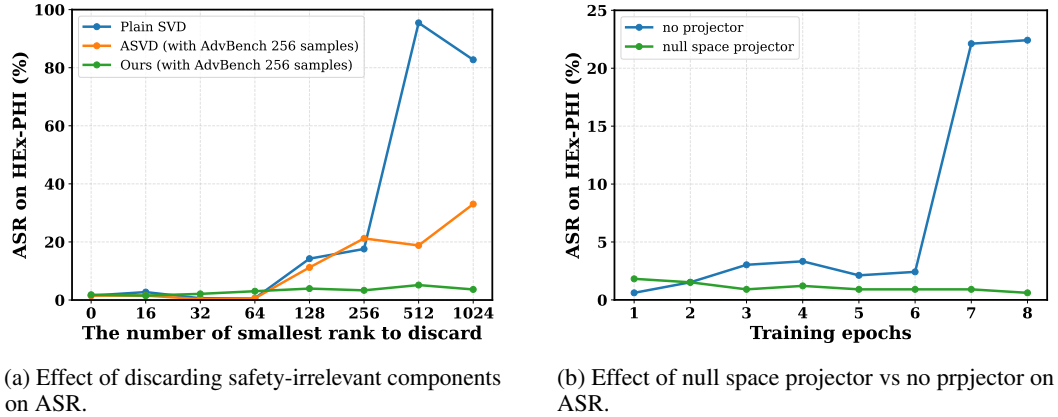 100
80
60
40
20
0
ASR on HEx-PHI (%)
Plain SVD
ASVD (with AdvBench 256 samples)
Ours (with AdvBench 256 samples)
0 16 32 64 128 256 512 1024
The number of smallest rank to discard
(a) Effect of discarding safety-irrelevant components
on ASR.
25
20
15
10
5
0
ASR on HEx-PHI (%)
no projector
null space projector
1 2 3 4 5 6 7 8
Training epochs
(b) Effect of null space projector vs no prpjector on
ASR.